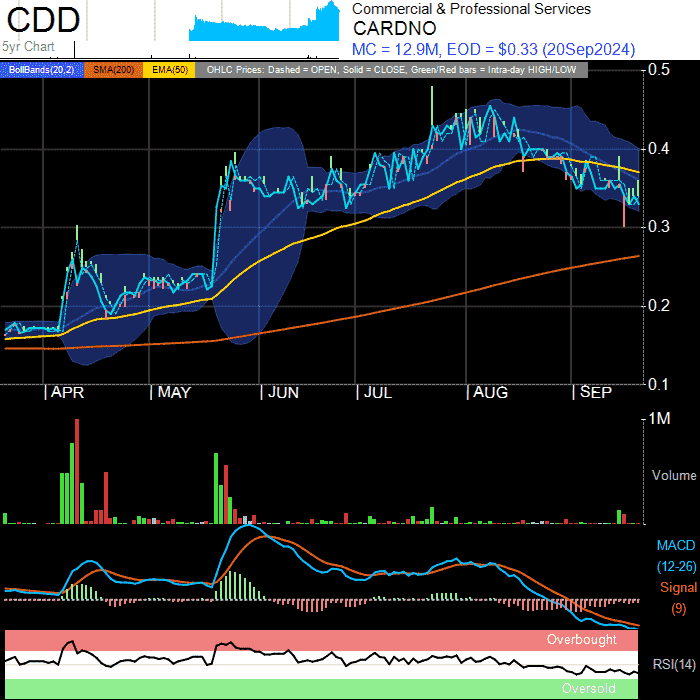 CDD
5yr Chart
Commercial & Professional Services
CARDNO
MC = 12.9M, EOD = $0.33 (20Sep2024)
BollBands(20,2) SMA(200) EMA(50) OHLC Prices: Dashed = OPEN, Solid = CLOSE, Green/Red bars = Intra-day HIGH/LOW
0.5
0.4
0.3
0.2
0.1
APR MAY JUN JUL AUG SEP
1M
Volume
MACD
(12-26)
Signal
(9)
Overbought
RSI(14)
Oversold